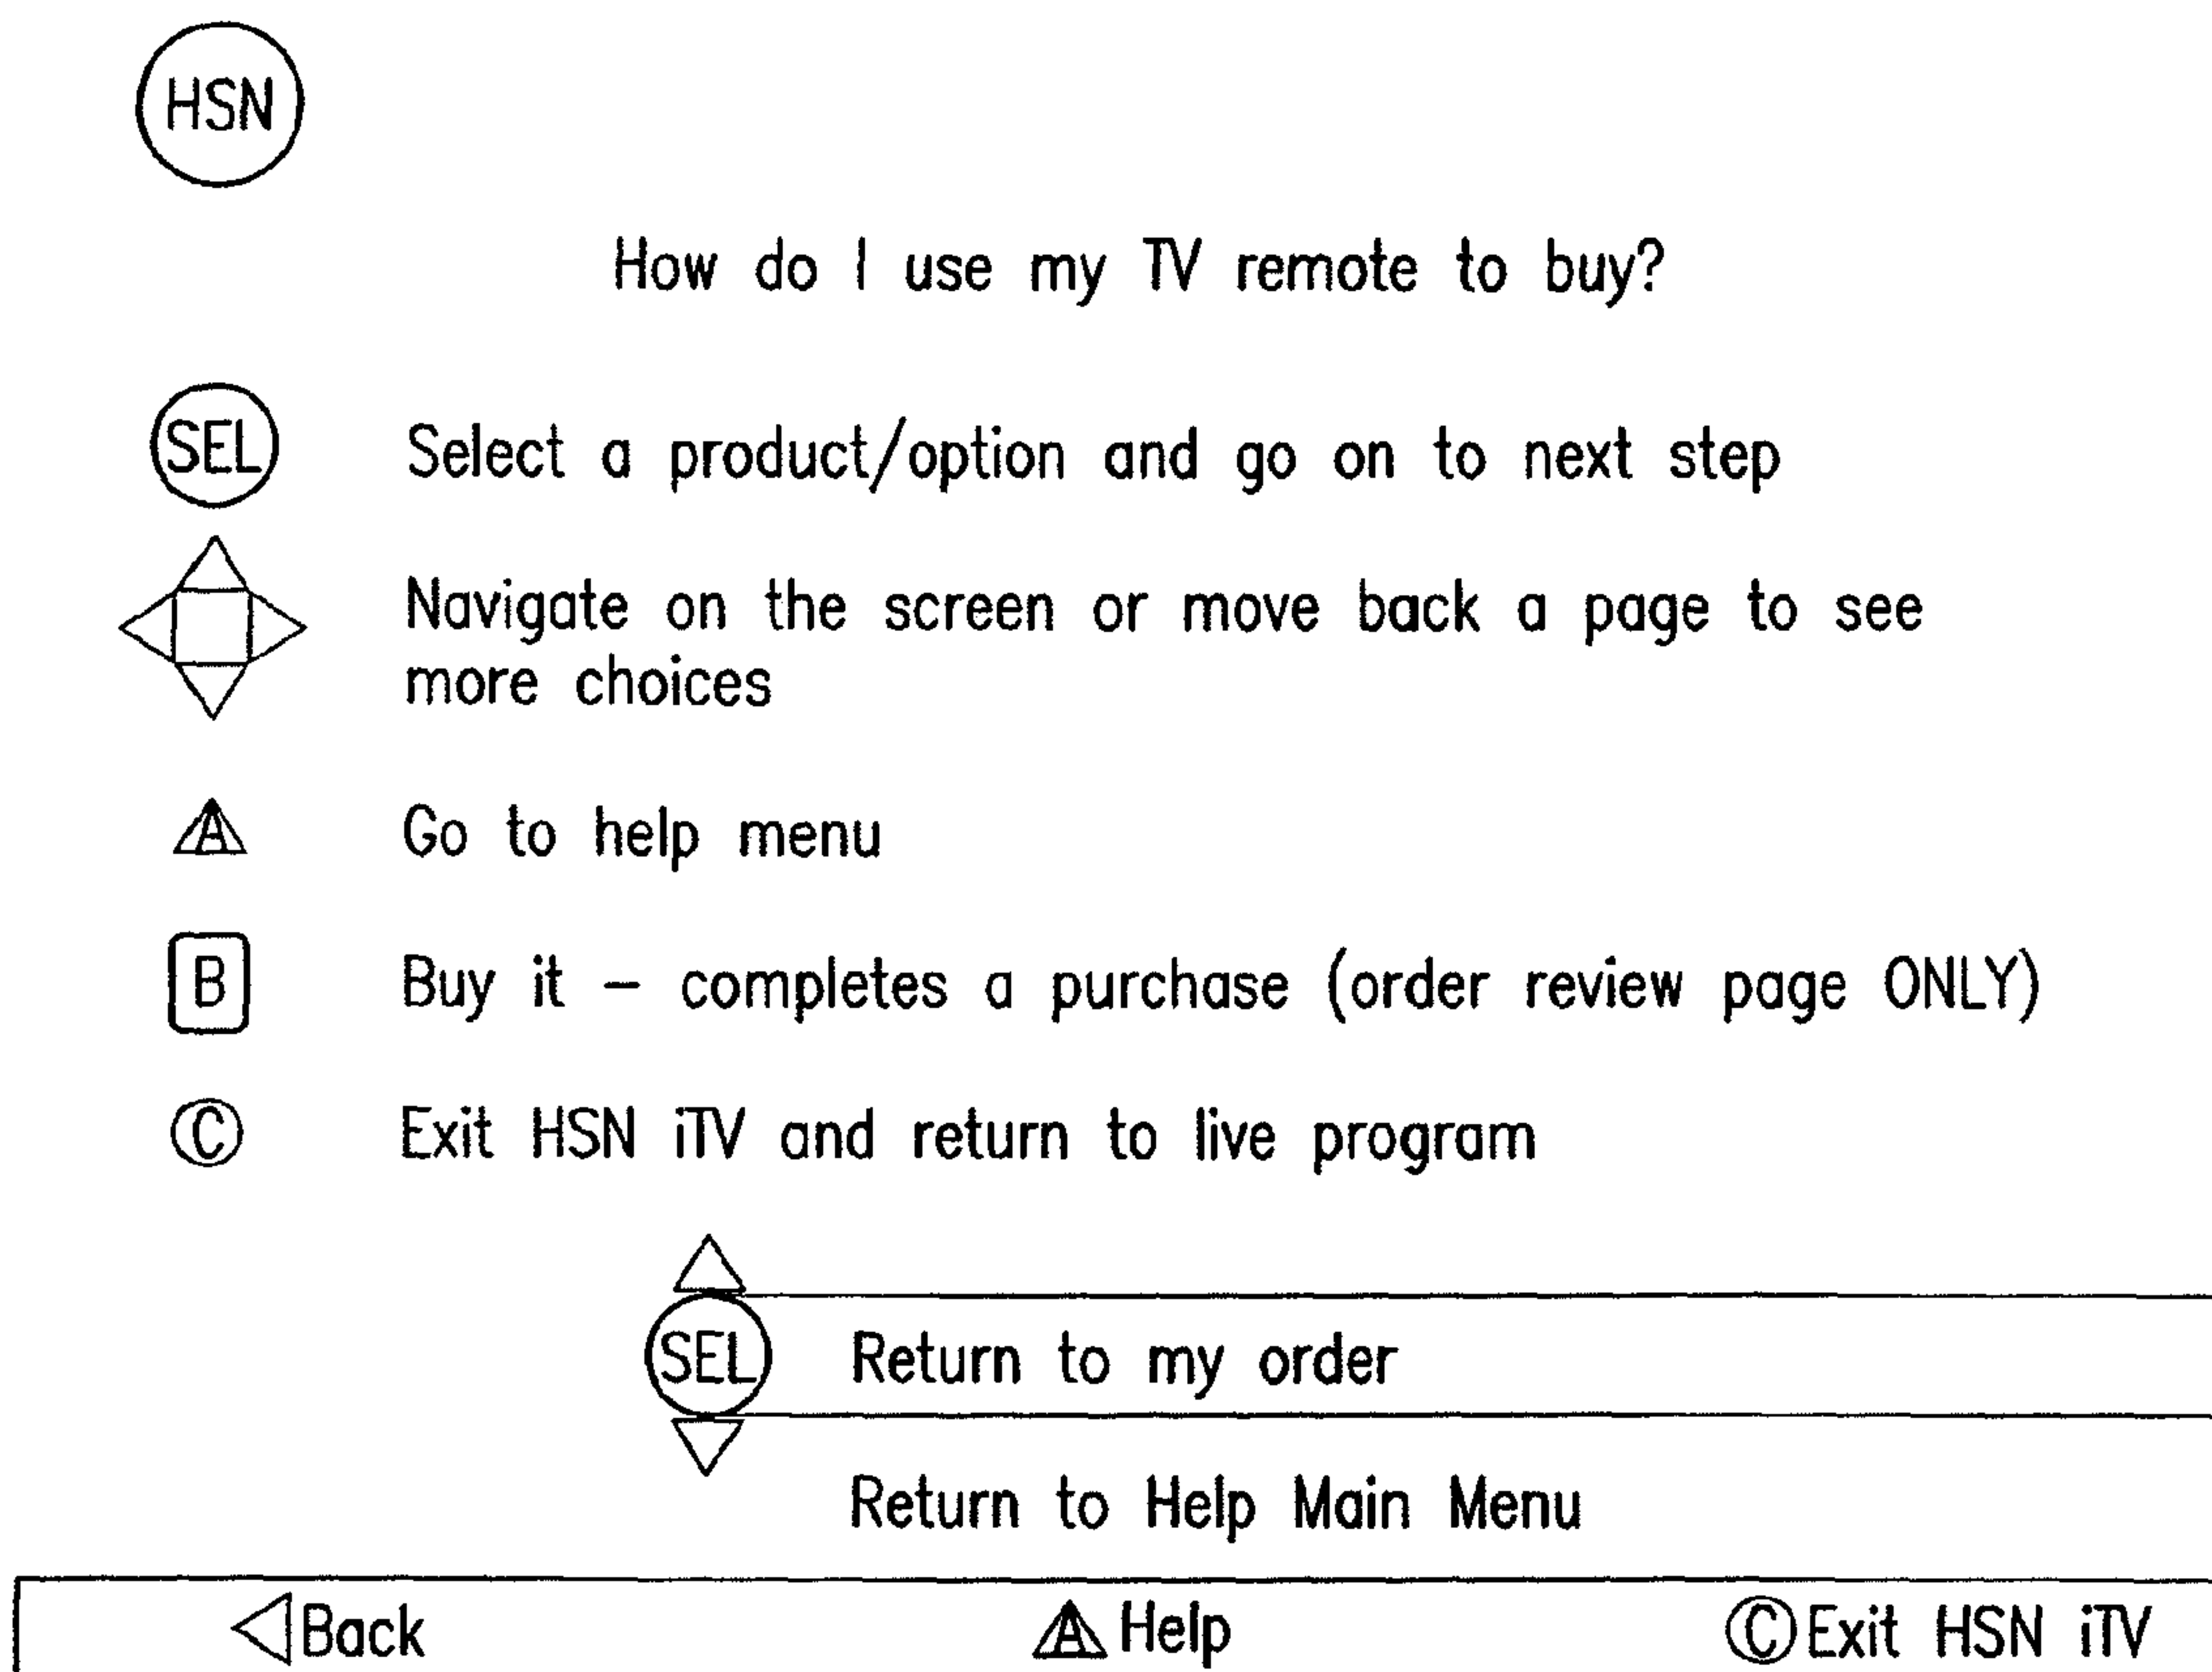 HSN
How do I use my TV remote to buy?
SEL Select a product/option and go on to next step
Navigate on the screen or move back a page to see
more choices
A Go to help menu
B Buy it – completes a purchase (order review page ONLY)
C Exit HSN iTV and return to live program
SEL Return to my order
Return to Help Main Menu
Back A Help C Exit HSN iTV